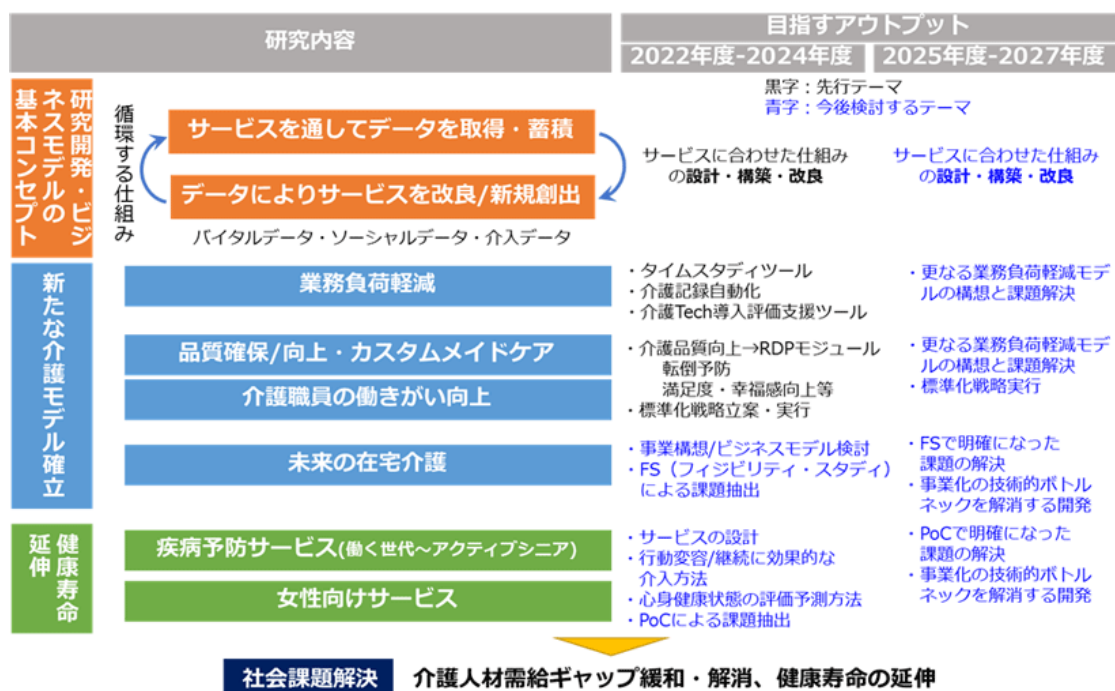 研究内容
目指すアウトプット
2022年度-2024年度
2025年度-2027年度
黒字：先行テーマ
青字：今後検討するテーマ
研究開発・ビジ
ネスモデルの
基本コンセプト
循環する仕組み
サービスを通してデータを取得・蓄積
データによりサービスを改良/新規創出
バイタルデータ・ソーシャルデータ・介入データ
サービスに合わせた仕組み
の設計・構築・改良
サービスに合わせた仕組み
の設計・構築・改良
新たな介護モデル確立
業務負荷軽減
・タイムスタディツール
・介護記録自動化
・介護Tech導入評価支援ツール
・更なる業務負荷軽減モデ
ルの構想と課題解決
品質確保/向上・カスタムメイドケア
介護職員の働きがい向上
・介護品質向上→RDPモジュール
転倒予防
満足度・幸福感向上等
・標準化戦略立案・実行
・更なる業務負荷軽減モデ
ルの構想と課題解決
・標準化戦略実行
未来の在宅介護
・事業構想/ビジネスモデル検討
・FS（フィジビリティ・スタディ）
による課題抽出
・FSで明確になった
課題の解決
・事業化の技術的ボトル
ネックを解消する開発
健康寿命
延伸
疾病予防サービス(働く世代～アクティブシニア)
女性向けサービス
・サービスの設計
・行動変容/継続に効果的な
介入方法
・心身健康状態の評価予測方法
・PoCによる課題抽出
・PoCで明確になった
課題の解決
・事業化の技術的ボトル
ネックを解消する開発
社会課題解決
介護人材需給ギャップ緩和・解消、健康寿命の延伸